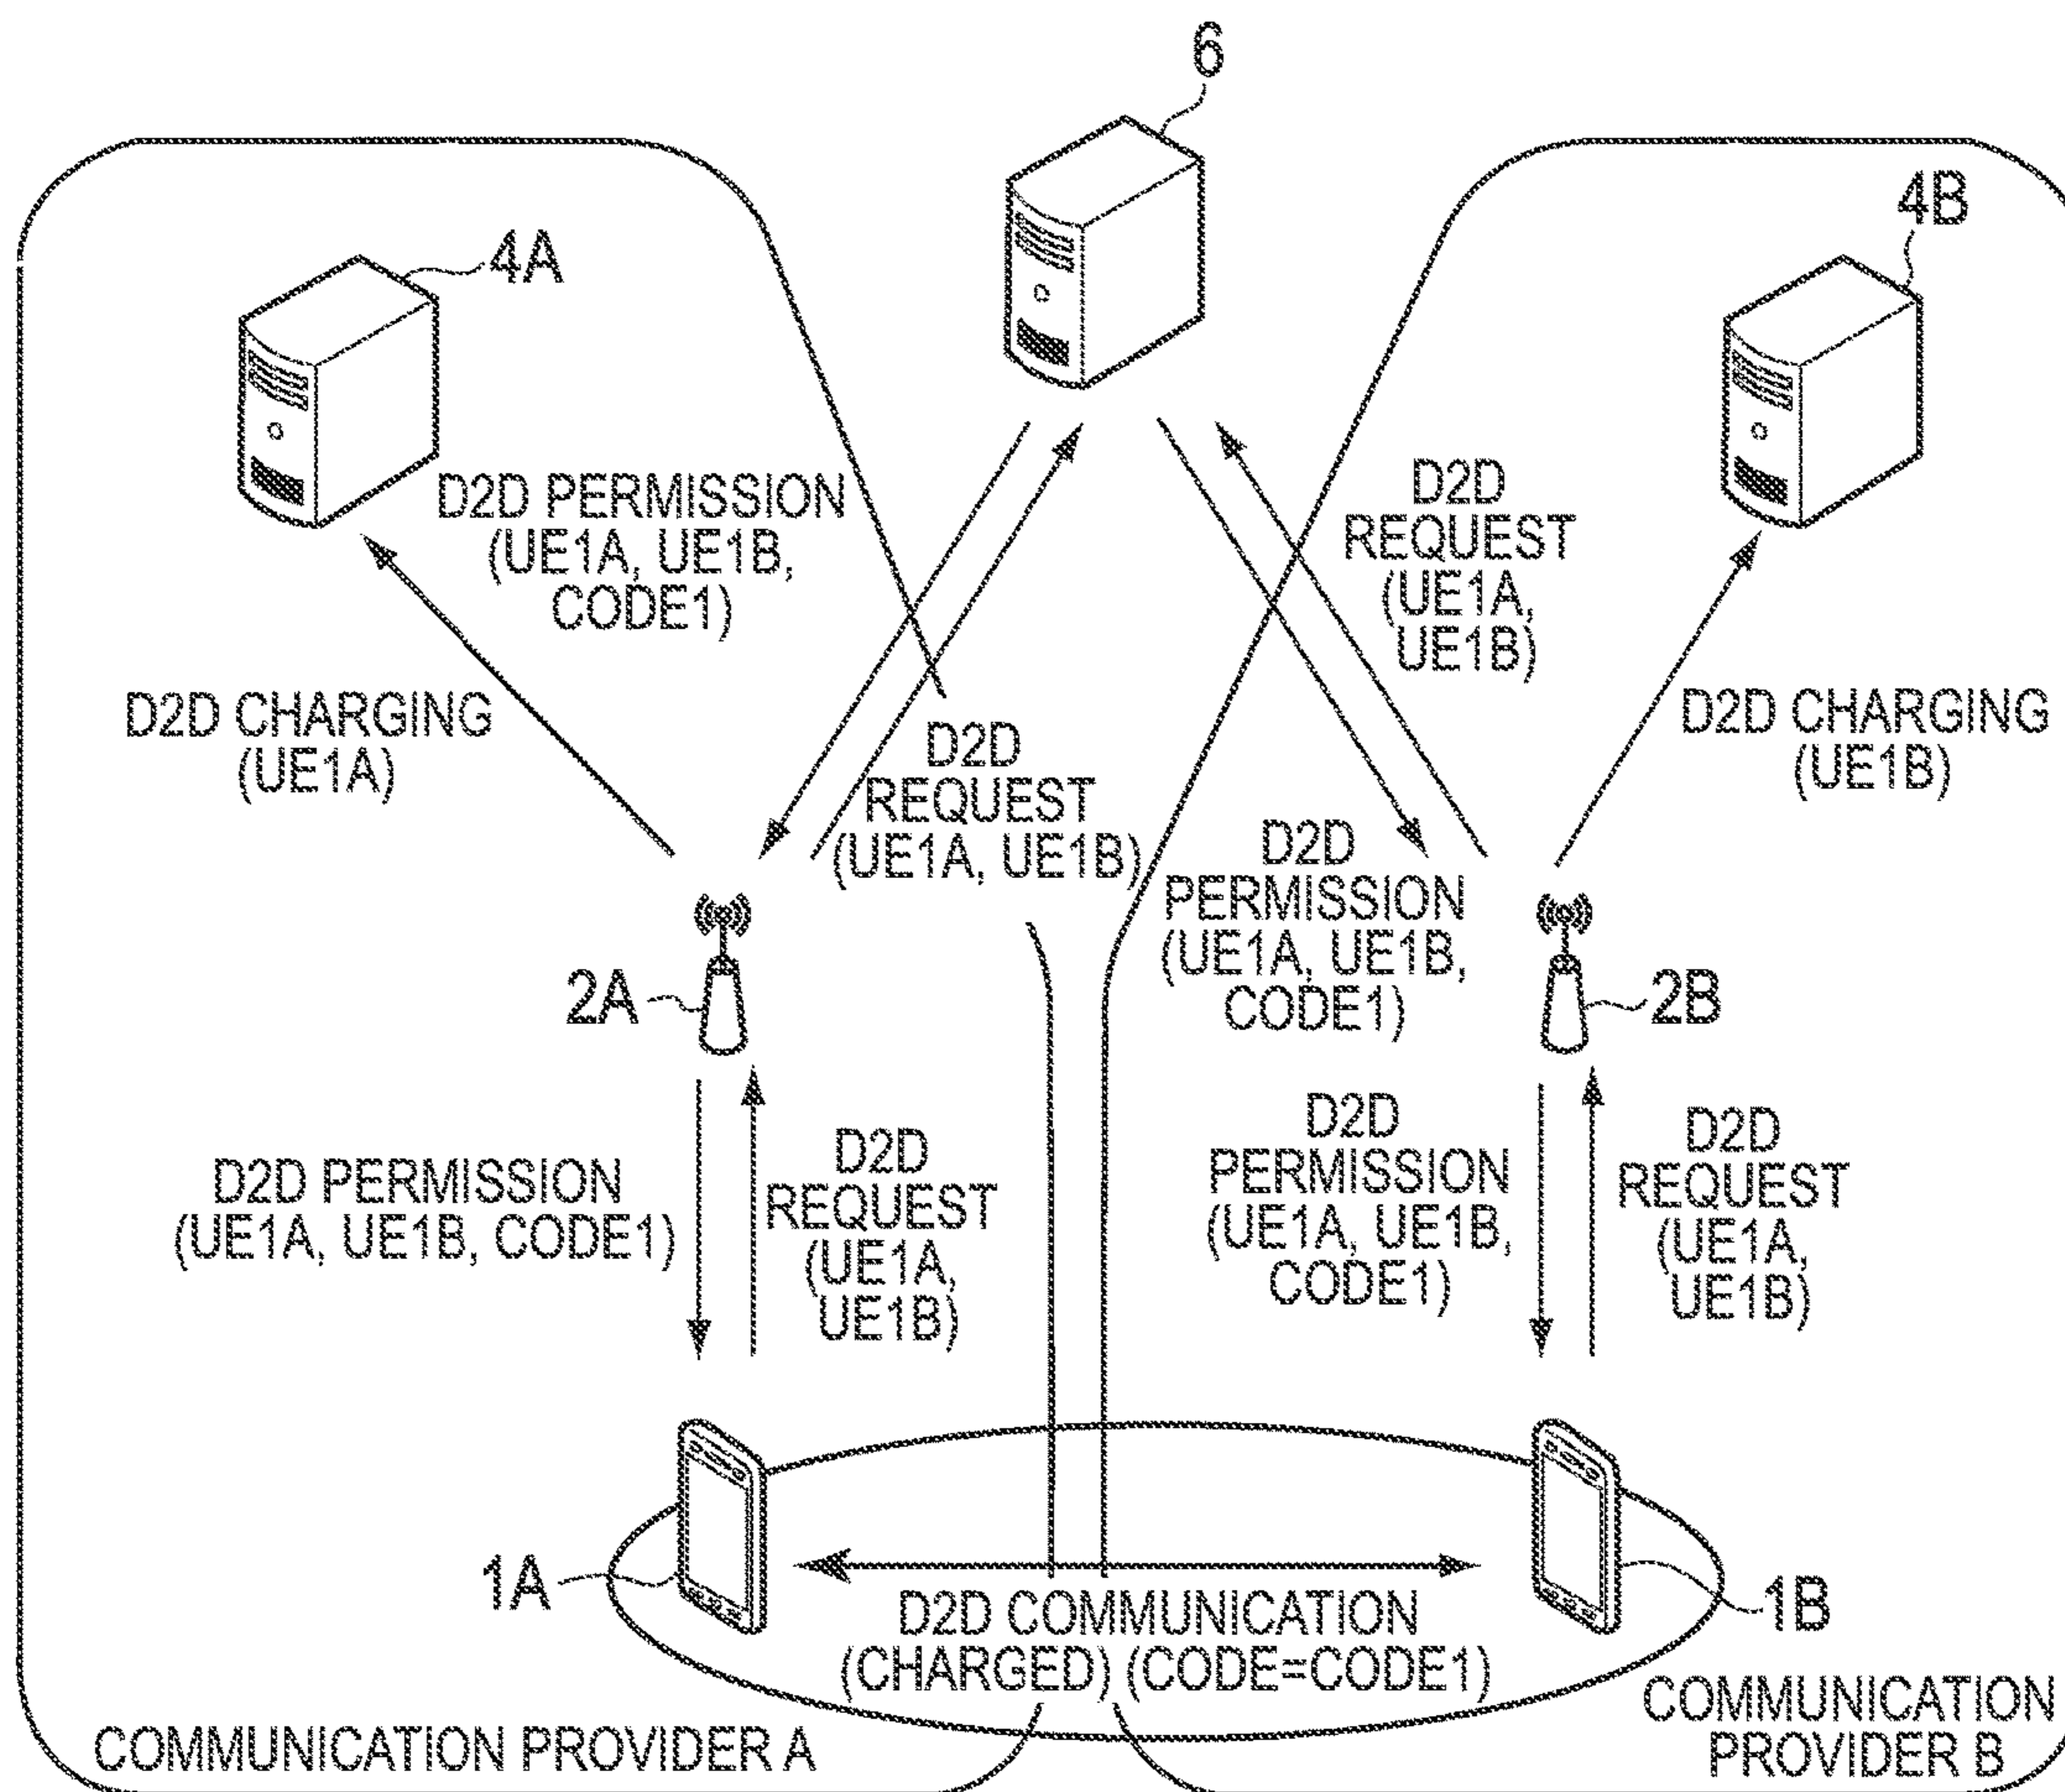 6
4A
4B
D2D PERMISSION
(UE1A, UE1B,
CODE1)
D2D
REQUEST
(UE1A,
UE1B)
D2D CHARGING
(UE1A)
D2D
REQUEST
(UE1A, UE1B)
D2D CHARGING
(UE1B)
D2D
PERMISSION
(UE1A, UE1B,
CODE1)
2A
2B
D2D PERMISSION
(UE1A, UE1B, CODE1)
D2D
REQUEST
(UE1A,
UE1B)
D2D
PERMISSION
(UE1A, UE1B,
CODE1)
D2D
REQUEST
(UE1A,
UE1B)
1A
1B
D2D COMMUNICATION
(CHARGED) (CODE=CODE1)
COMMUNICATION PROVIDER A
COMMUNICATION
PROVIDER B